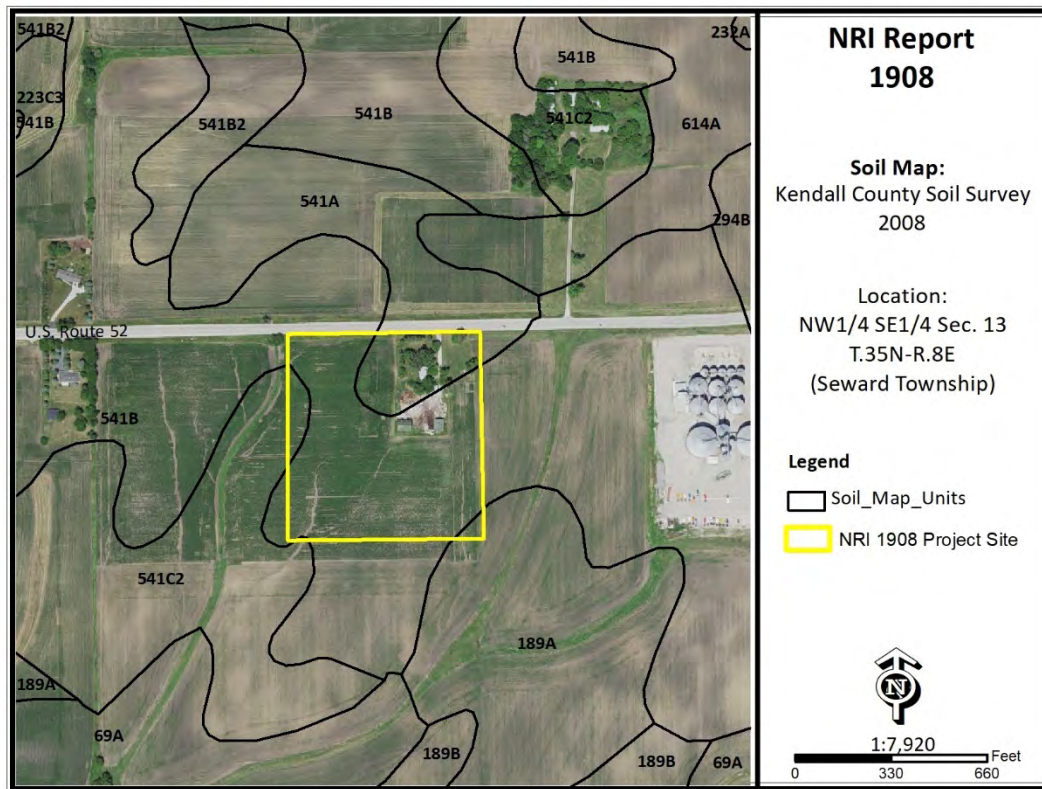 541B2
223C3
541B
541B2
541B
541B
541C2
232A
614A
541A
294B
U.S. Route 52
541B
541C2
189A
189A
69A
189B
189B
69A
NRI Report
1908
Soil Map:
Kendall County Soil Survey
2008
Location:
NW1/4 SE1/4 Sec. 13
T.35N-R.8E
(Seward Township)
Legend
Soil_Map_Units
NRI 1908 Project Site
N
1:7,920
Feet
0 330 660